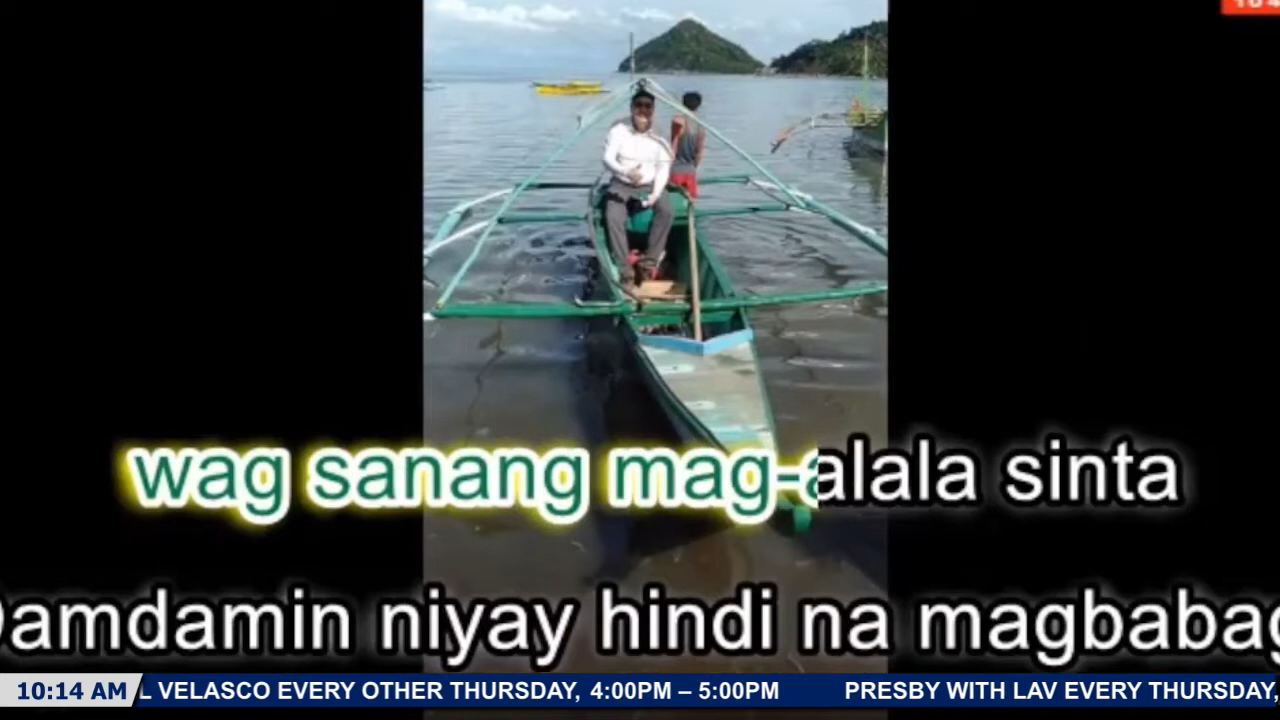 wag sanang mag-alala sinta
amdamin niyay hindi na magbabag
10:14 AM L VELASCO EVERY OTHER THURSDAY, 4:00PM – 5:00PM PRESBY WITH LAV EVERY THURSDAY,